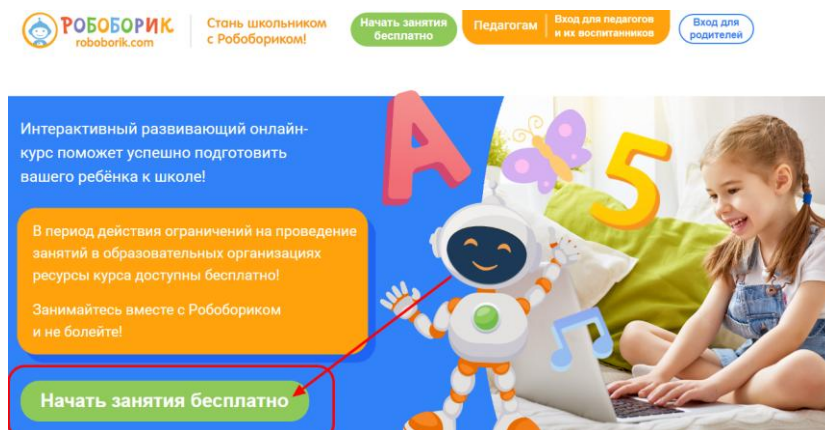 РОБОБОРИК
roboborik.com
Стань школьником
с Робобориком!
Начать занятия
бесплатно
Педагогам
Вход для педагогов
и их воспитанников
Вход для
родителей
Интерактивный развивающий онлайн-
курс поможет успешно подготовить
вашего ребёнка к школе!
В период действия ограничений на проведение
занятий в образовательных организациях
ресурсы курса доступны бесплатно!
Занимайтесь вместе с Робобориком
и не болейте!
Начать занятия бесплатно
А
5